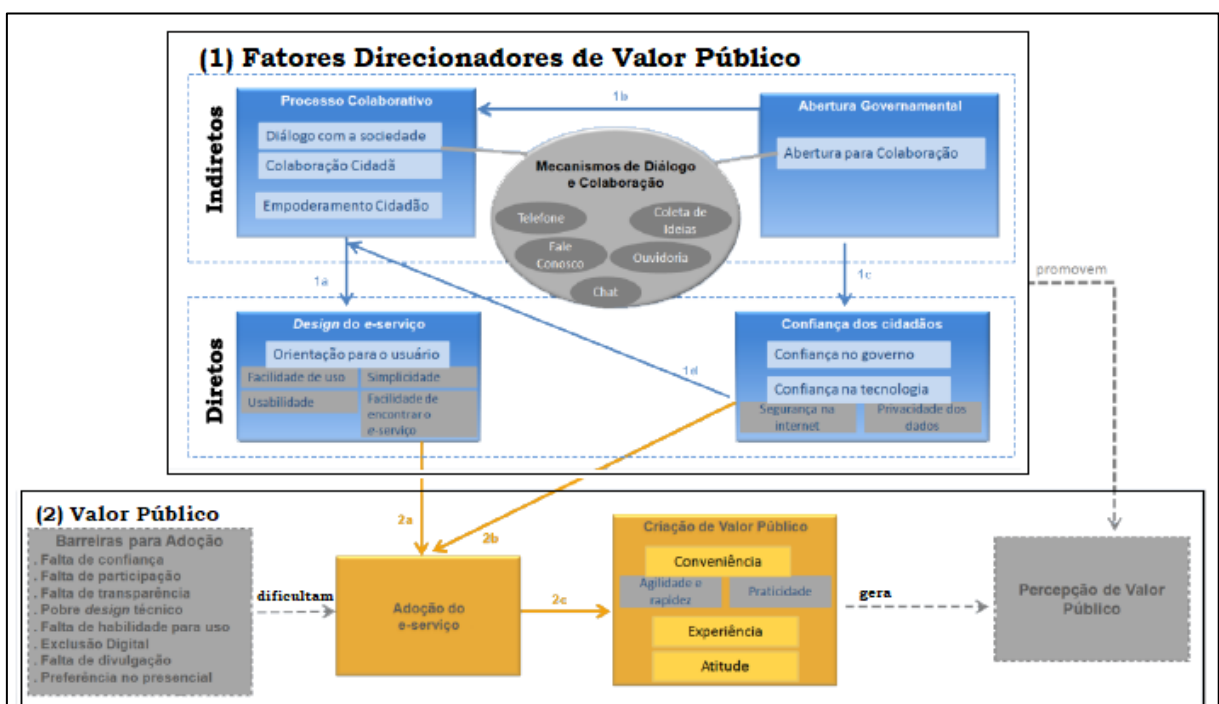 (1) Fatores Direcionadores de Valor Público
Indiretos
Processo Colaborativo
Diálogo com a sociedade
Colaboração Cidadã
Empoderamento Cidadão
1b
Abertura Governamental
Abertura para Colaboração
Mecanismos de Diálogo
e Colaboração
Telefone
Coleta de
Ideias
Fale
Conosco
Ouvidoria
Chat
1a
1c
promovem
Diretos
Design do e-serviço
Orientação para o usuário
Facilidade de uso
Simplicidade
Usabilidade
Facilidade de
encontrar o
e-serviço
1d
Confiança dos cidadãos
Confiança no governo
Confiança na tecnologia
Segurança na
internet
Privacidade dos
dados
(2) Valor Público
Barreiras para Adoção
. Falta de confiança
. Falta de participação
. Falta de transparência
. Pobre design técnico
. Falta de habilidade para uso
. Exclusão Digital
. Falta de divulgação
. Preferência no presencial
dificultam
2a
2b
Adoção do
e-serviço
2c
Criação de Valor Público
Conveniência
Agilidade e
rapidez
Praticidade
Experiência
Atitude
gera
Percepção de Valor
Público